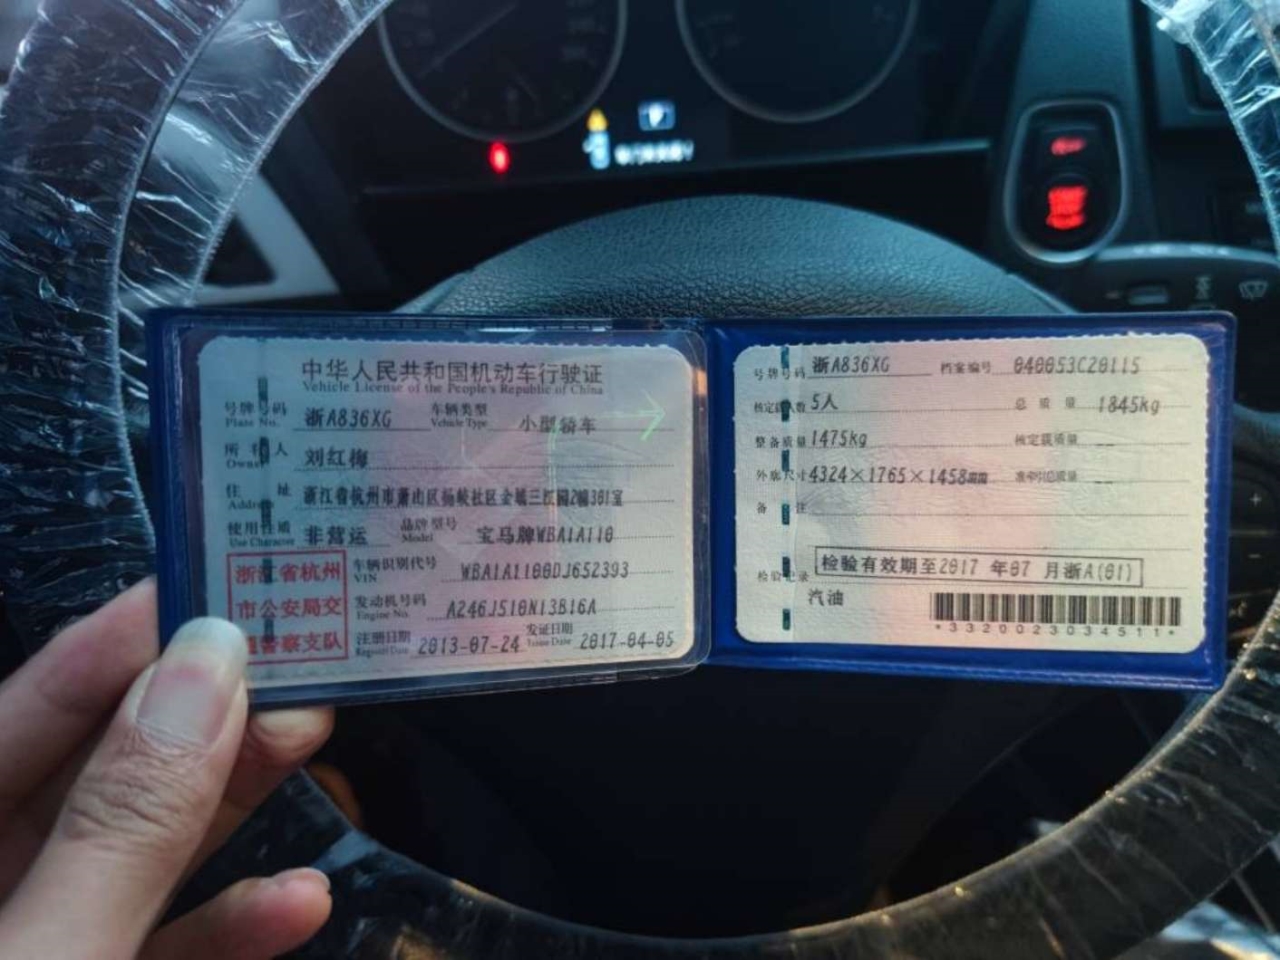 中华人民共和国机动车行驶证
Vehicle License of the People's Republic of China
号牌号码 浙A836XG 车辆类型 小型轿车
Plate No. Vehicle Type
所有人 刘红梅
Owner
住址 浙江省杭州市萧山区
Address
使用性质 非营运 品牌型号 宝马牌WBA1A110
Use Character Model
浙江省杭州
市公安局交
警察支队
车辆识别代号 WBA1A1100DJ652393
VIN
发动机号码 A246J510N13B16A
Engine No.
注册日期 2013-07-24 发证日期 2017-04-05
Register Date Issue Date
号牌号码 浙A836XG 档案编号 040053C20115
核定载人数 5人 总质量 1845kg
整备质量 1475kg 核定载质量
外廓尺寸 4324×1765×1458mm 准牵引总质量
备注
检验记录 检验有效期至2017 年07 月浙A(01)
汽油
*3320023034511*